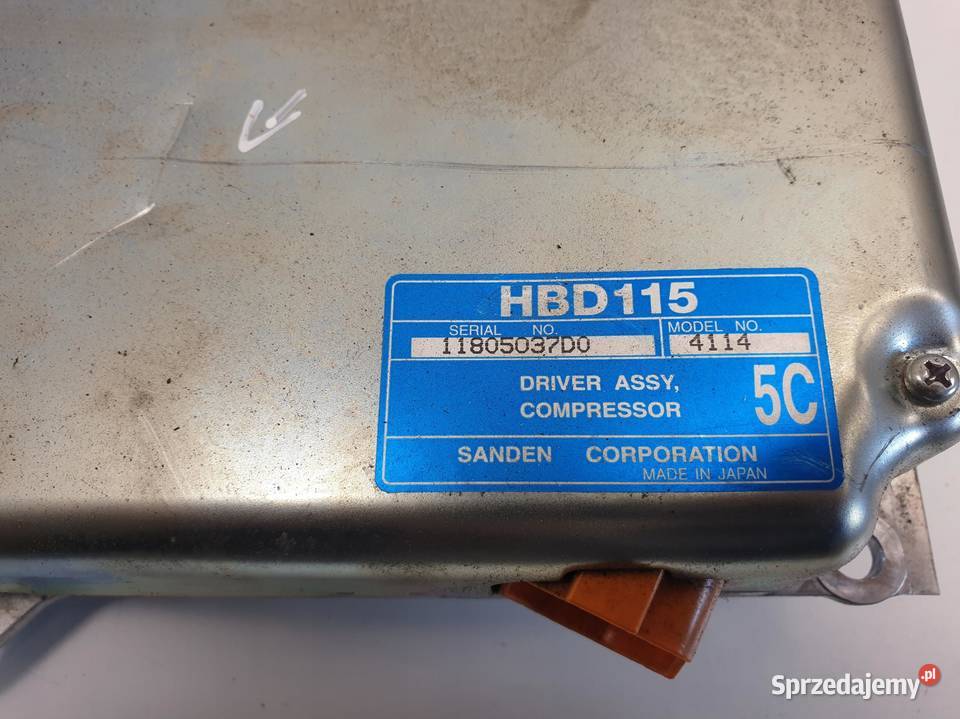 HBD115
SERIAL NO. MODEL NO.
11805037D0 4114
DRIVER ASSY, 5C
COMPRESSOR
SANDEN CORPORATION
MADE IN JAPAN
Sprzedajemy.pl